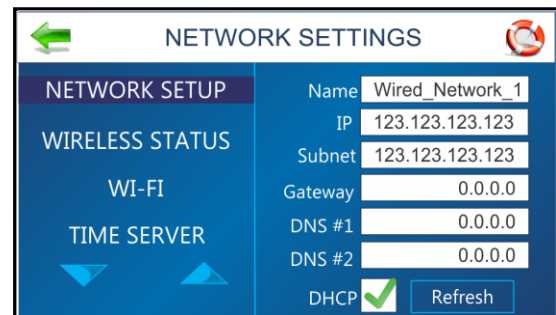 NETWORK SETTINGS
NETWORK SETUP
WIRELESS STATUS
WI-FI
TIME SERVER
Name Wired_Network_1
IP 123.123.123.123
Subnet 123.123.123.123
Gateway 0.0.0.0
DNS #1 0.0.0.0
DNS #2 0.0.0.0
DHCP Refresh